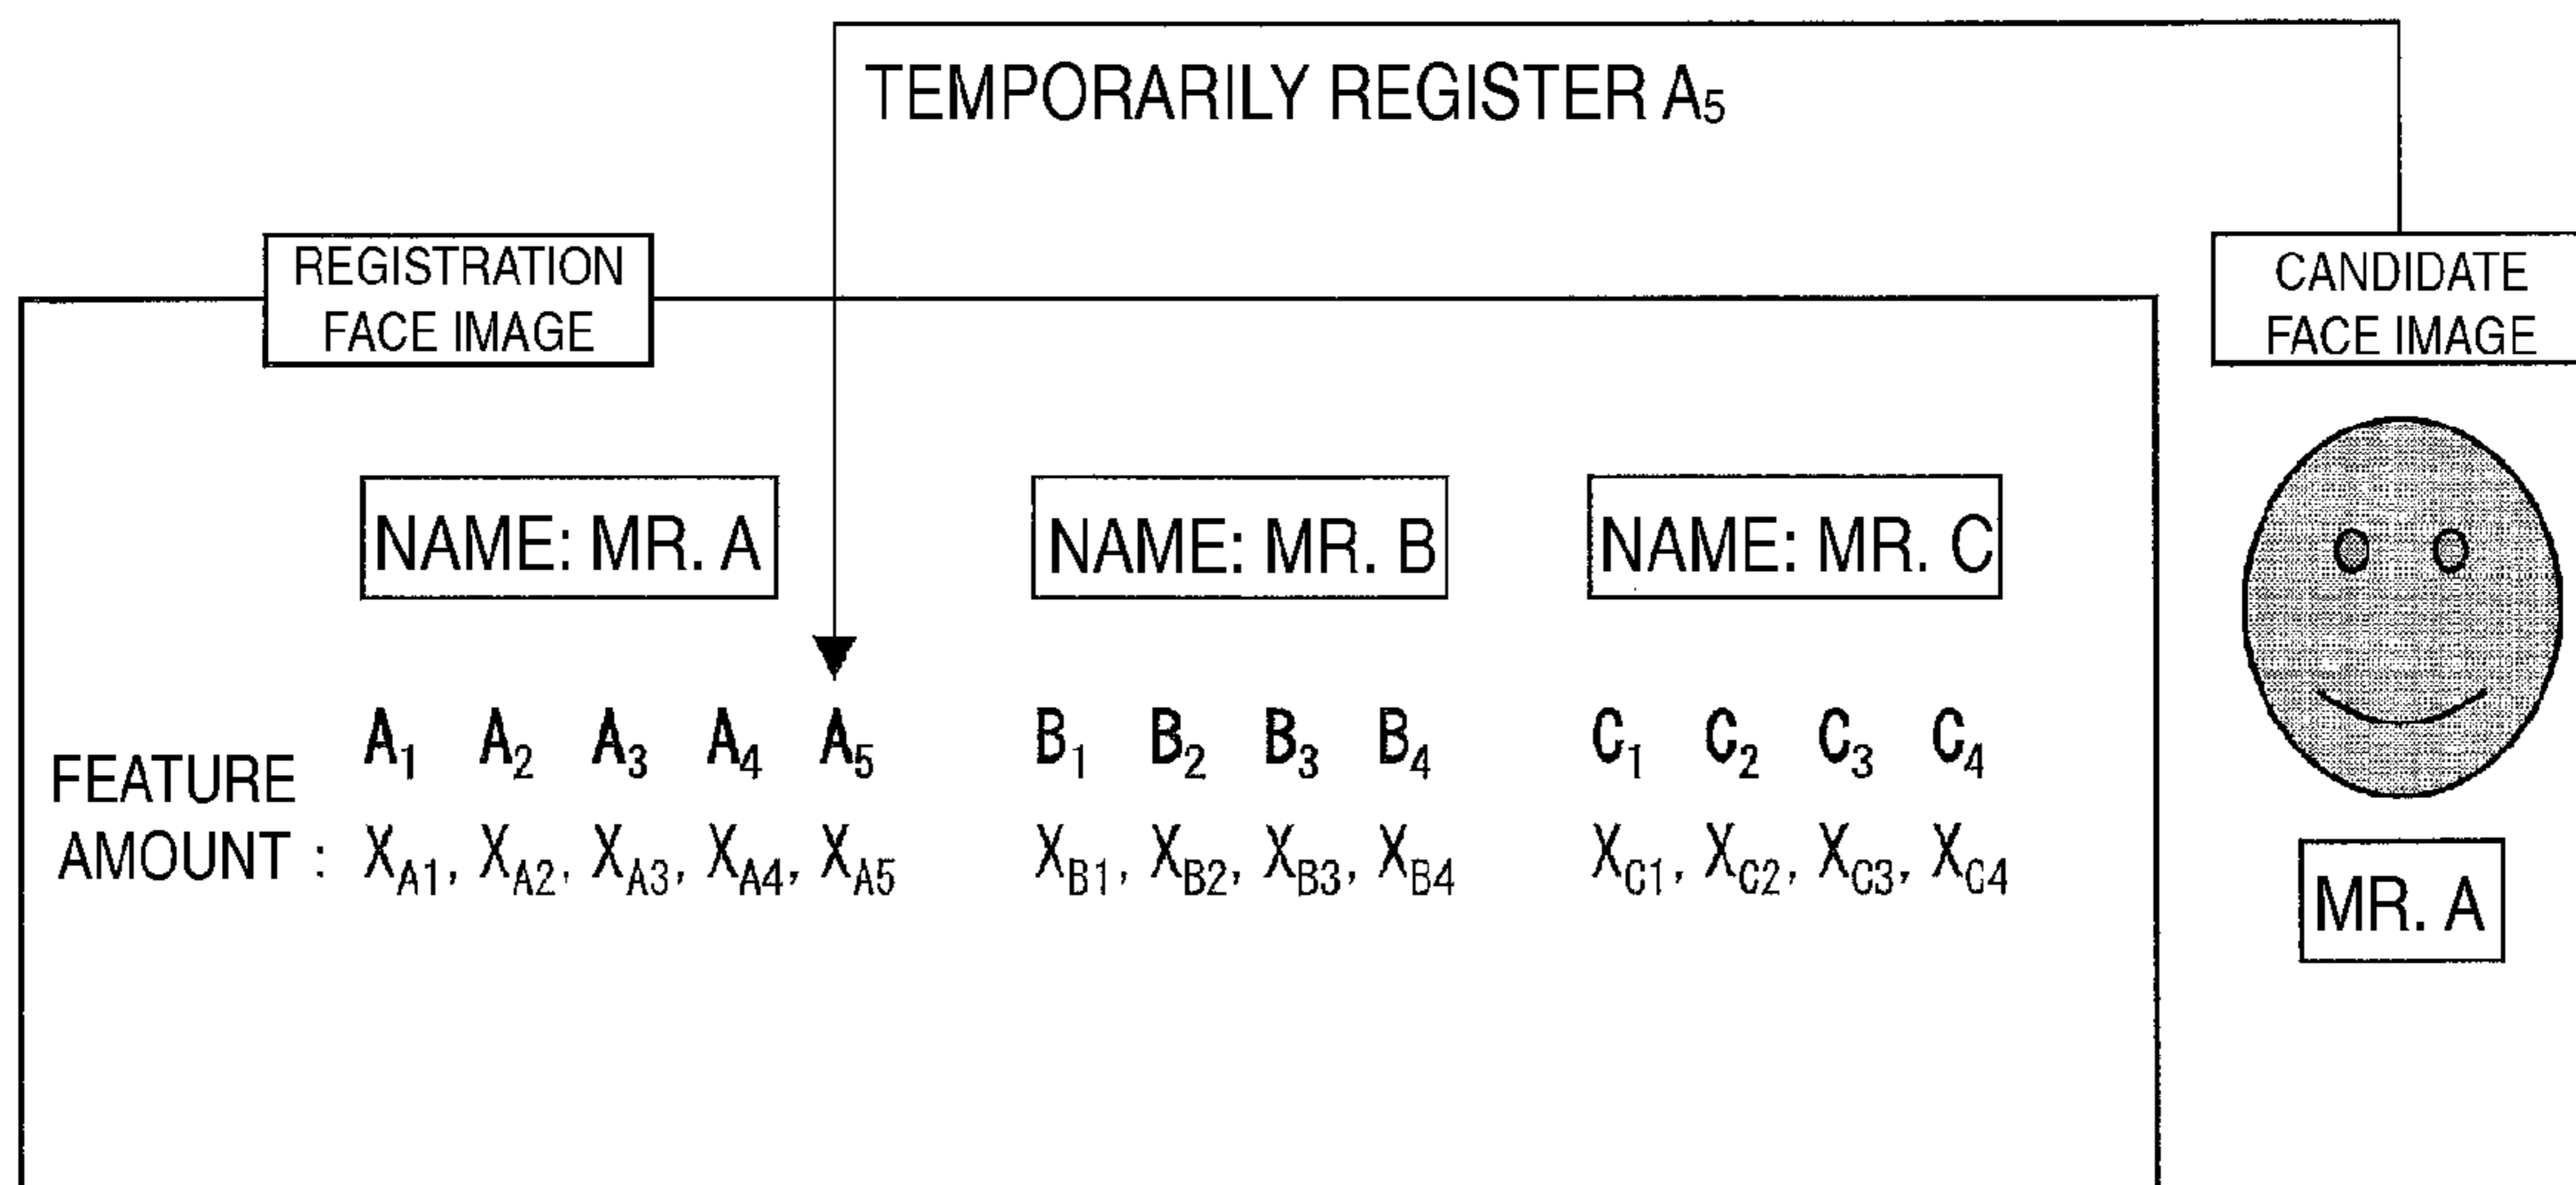 TEMPORARILY REGISTER A5
REGISTRATION
FACE IMAGE
CANDIDATE
FACE IMAGE
NAME: MR. A
NAME: MR. B
NAME: MR. C
A1 A2 A3 A4 A5
B1 B2 B3 B4
C1 C2 C3 C4
FEATURE
AMOUNT :
XA1, XA2, XA3, XA4, XA5
XB1, XB2, XB3, XB4
XC1, XC2, XC3, XC4
MR. A